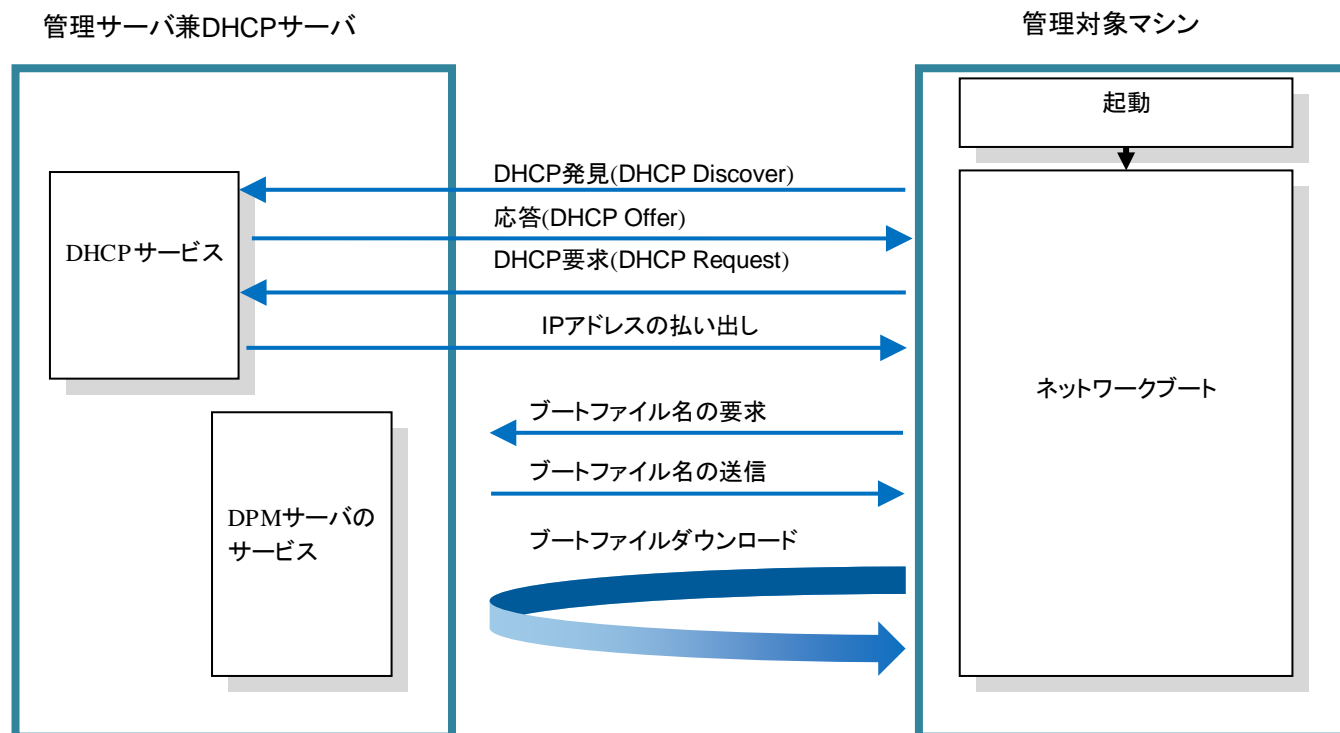 管理サーバ兼DHCPサーバ
管理対象マシン
起動
DHCP発見(DHCP Discover)
応答(DHCP Offer)
DHCPサービス
DHCP要求(DHCP Request)
IPアドレスの払い出し
ネットワークブート
ブートファイル名の要求
ブートファイル名の送信
DPMサーバの
サービス
ブートファイルダウンロード